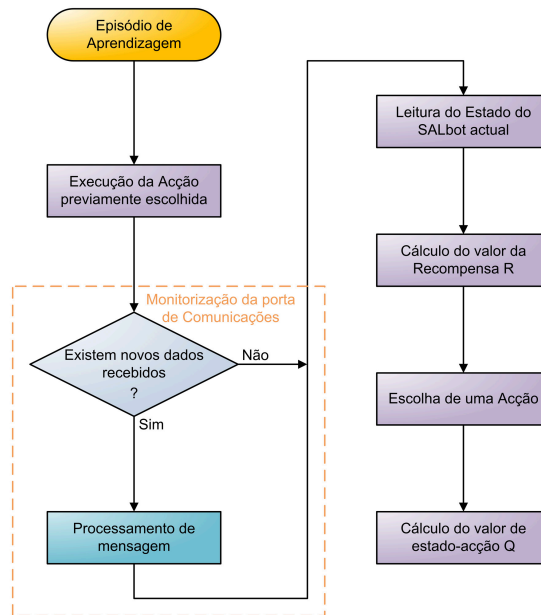 Episódio de
Aprendizagem
Execução da Acção
previamente escolhida
Monitorização da porta
de Comunicações
Existem novos dados
recebidos
?
Não
Sim
Processamento de
mensagem
Leitura do Estado do
SALbot actual
Cálculo do valor da
Recompensa R
Escolha de uma Acção
Cálculo do valor de
estado-acção Q